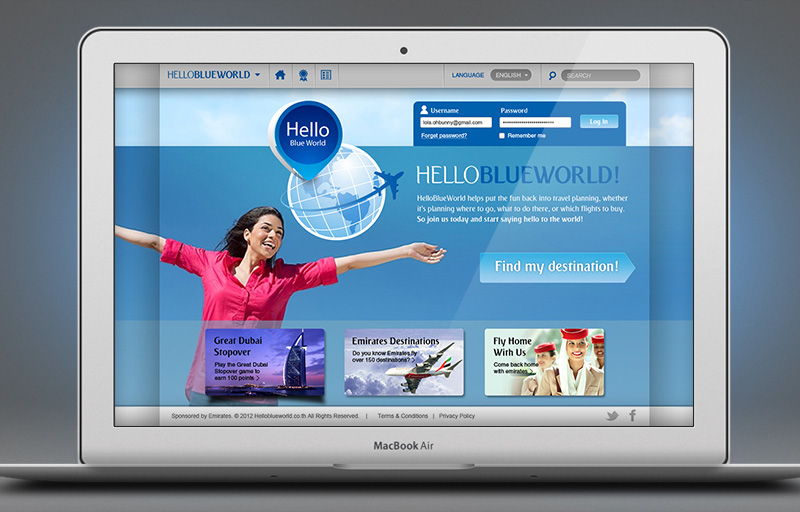 HELLOBLUEWORLD
LANGUAGE ENGLISH SEARCH
Username Password
lola.ohbunny@gmail.com Log In
Forget password? Remember me
Hello
Blue World
HELLOBLUEWORLD!
HelloBlueWorld helps put the fun back into travel planning, whether
it's planning where to go, what to do there, or which flights to buy.
So join us today and start saying hello to the world!
Find my destination!
Great Dubai
Stopover
Play the Great Dubai
Stopover game to
earn 100 points >
Emirates Destinations
Do you know Emirates fly
over 150 destinations? >
Fly Home
With Us
Come back home
with emirates >
Sponsored by Emirates. © 2012 Helloblueworld.co.th All Rights Reserved. | Terms & Conditions | Privacy Policy
MacBook Air